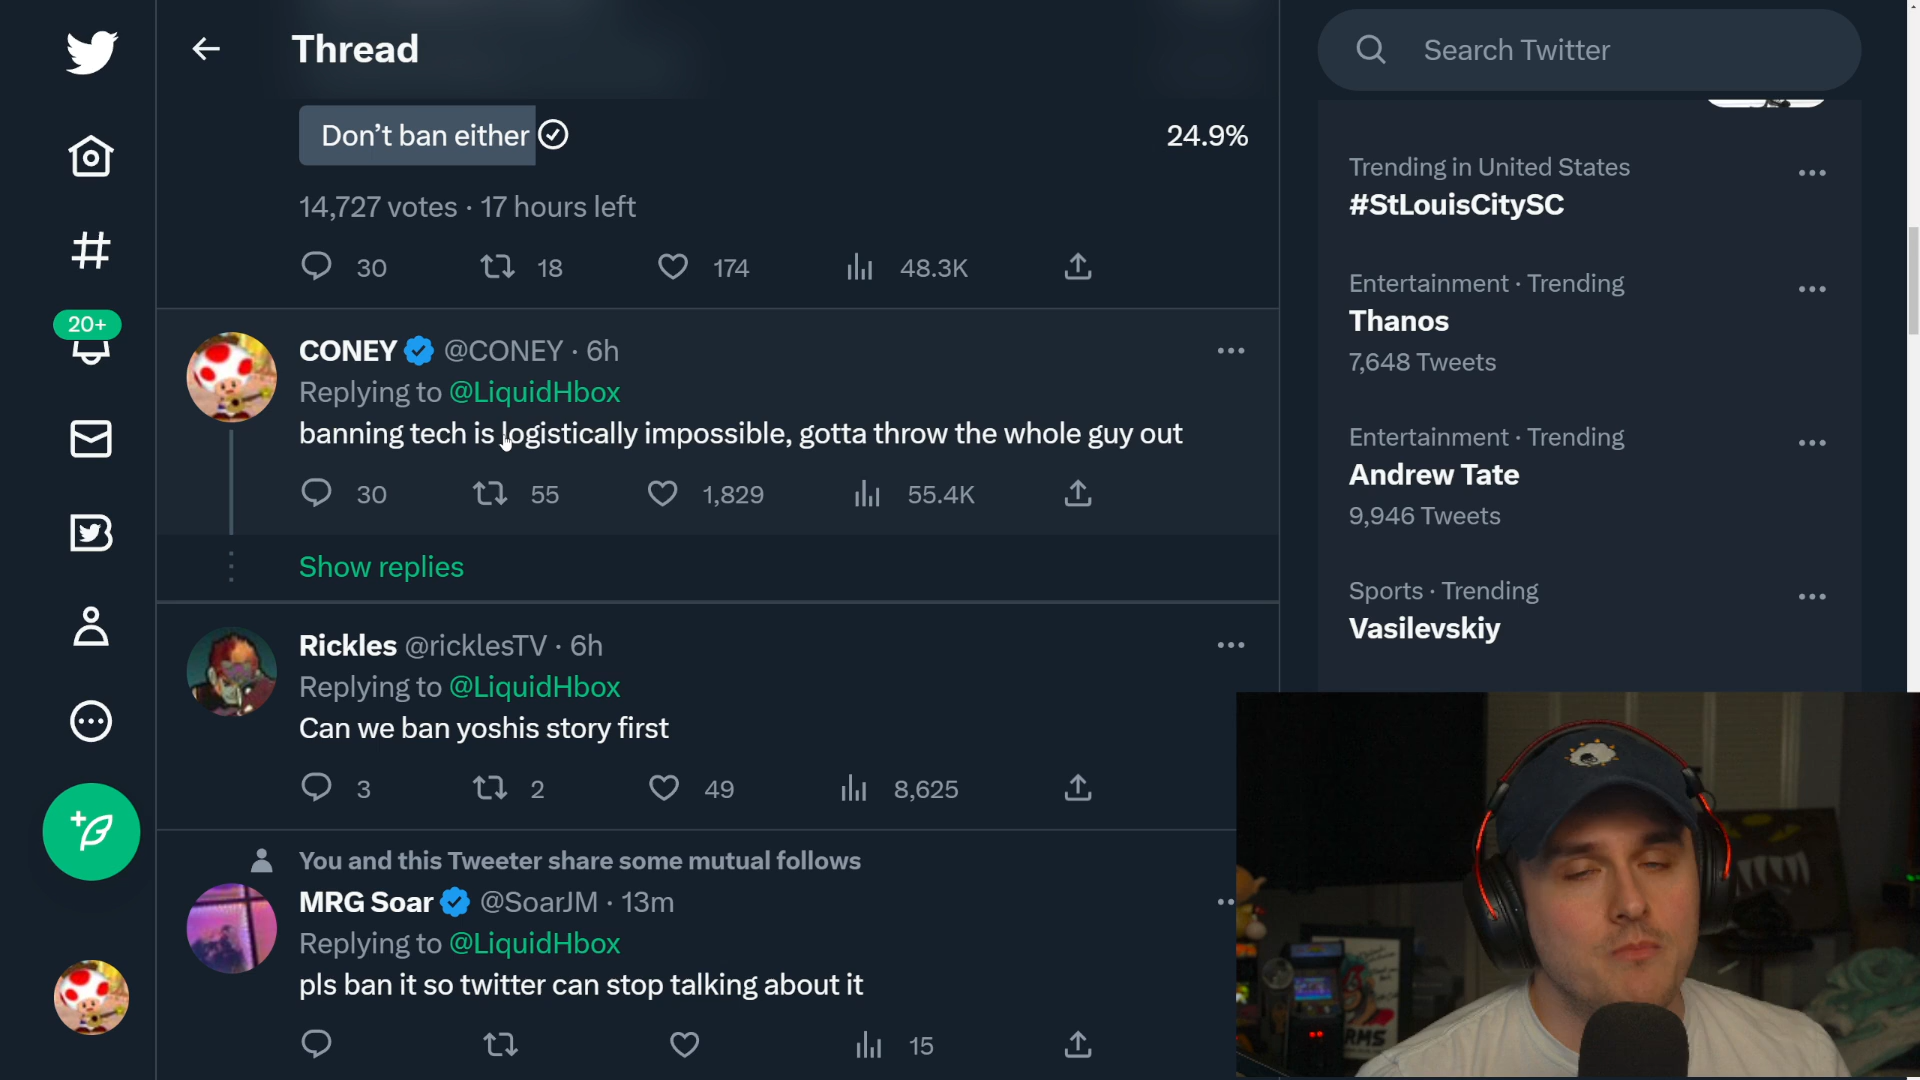 Thread
Search Twitter
Don't ban either
24.9%
14,727 votes · 17 hours left
30
18
174
48.3K
20+
CONEY @CONEY · 6h
Replying to @LiquidHbox
banning tech is logistically impossible, gotta throw the whole guy out
30
55
1,829
55.4K
Show replies
Rickles @ricklesTV · 6h
Replying to @LiquidHbox
Can we ban yoshis story first
3
2
49
8,625
You and this Tweeter share some mutual follows
MRG Soar @SoarJM · 13m
Replying to @LiquidHbox
pls ban it so twitter can stop talking about it
15
Trending in United States
#StLouisCitySC
Entertainment · Trending
Thanos
7,648 Tweets
Entertainment · Trending
Andrew Tate
9,946 Tweets
Sports · Trending
Vasilevskiy